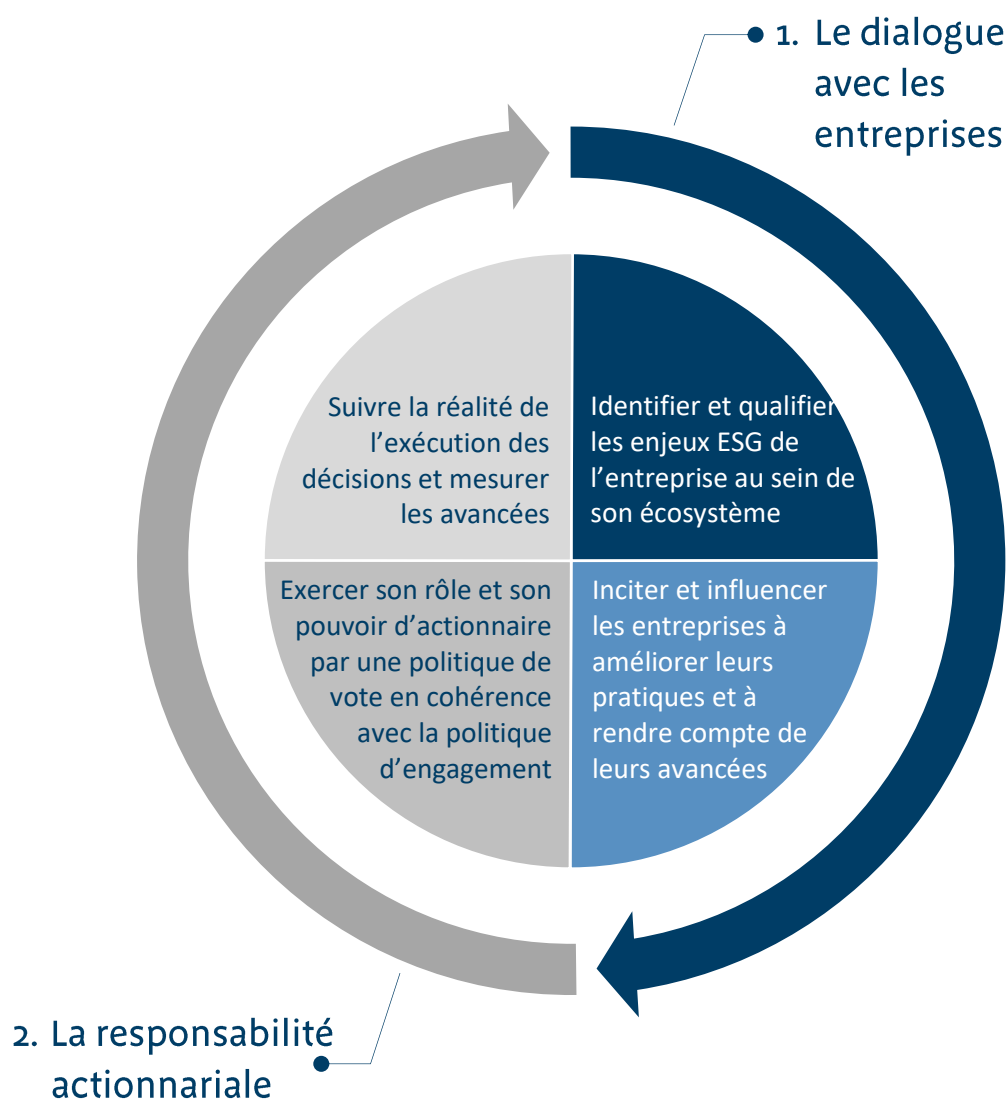 1. Le dialogue
avec les
entreprises
Suivre la réalité de
l’exécution des
décisions et mesurer
les avancées
Identifier et qualifier
les enjeux ESG de
l’entreprise au sein de
son écosystème
Exercer son rôle et son
pouvoir d’actionnaire
par une politique de
vote en cohérence
avec la politique
d’engagement
Inciter et influencer
les entreprises à
améliorer leurs
pratiques et à
rendre compte de
leurs avancées
2. La responsabilité
actionnariale